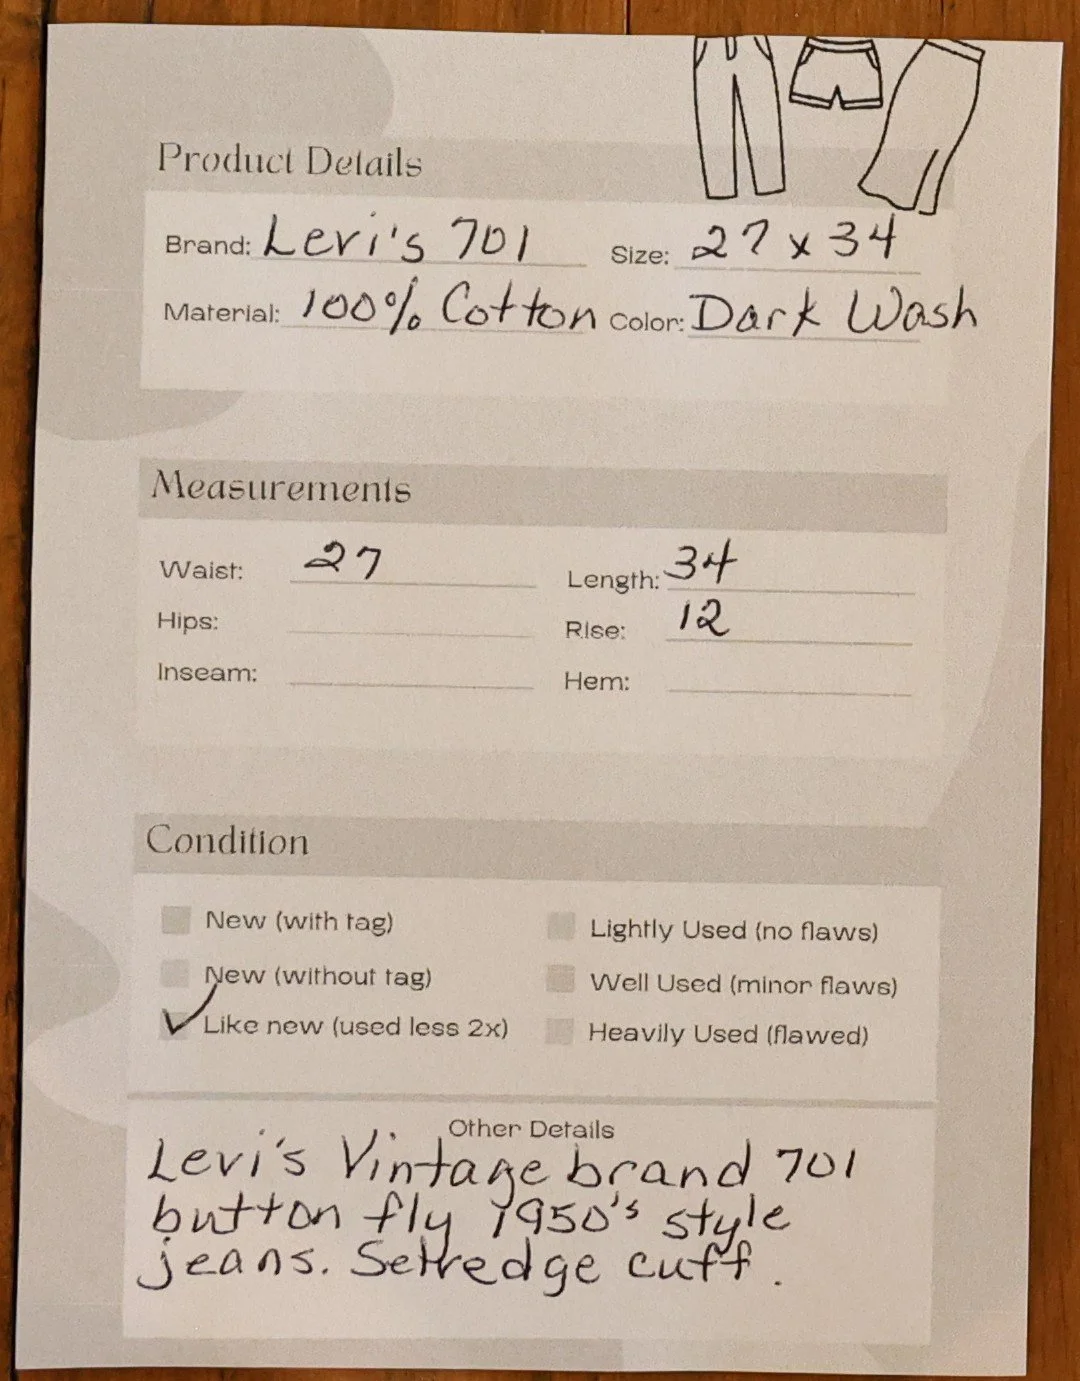 Product Details
Brand: Levi's 701 Size: 27 x 34
Material: 100% Cotton Color: Dark Wash
Measurements
Waist: 27 Length: 34
Hips: Rise: 12
Inseam: Hem:
Condition
New (with tag) Lightly Used (no flaws)
New (without tag) Well Used (minor flaws)
Like new (used less 2x) Heavily Used (flawed)
Other Details
Levi's Vintage brand 701
button fly 1950's style
jeans. Selvedge cuff.